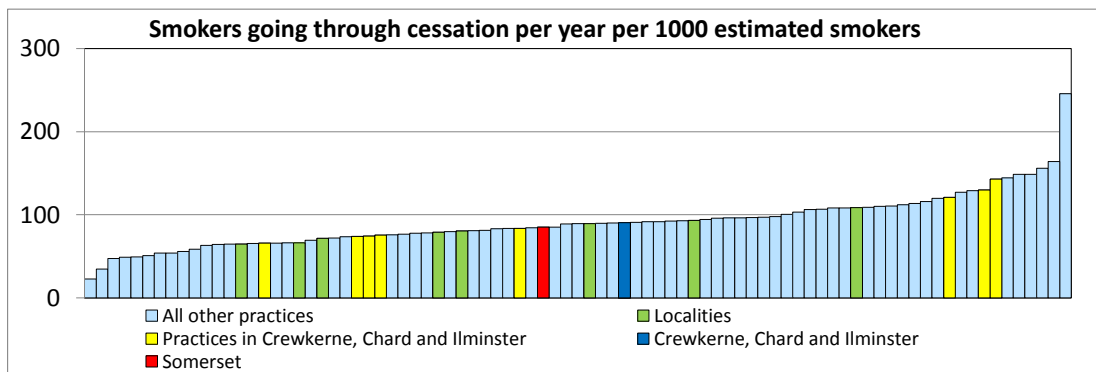 Smokers going through cessation per year per 1000 estimated smokers
300
200
100
0
All other practices
Localities
Practices in Crewkerne, Chard and Ilminster
Crewkerne, Chard and Ilminster
Somerset